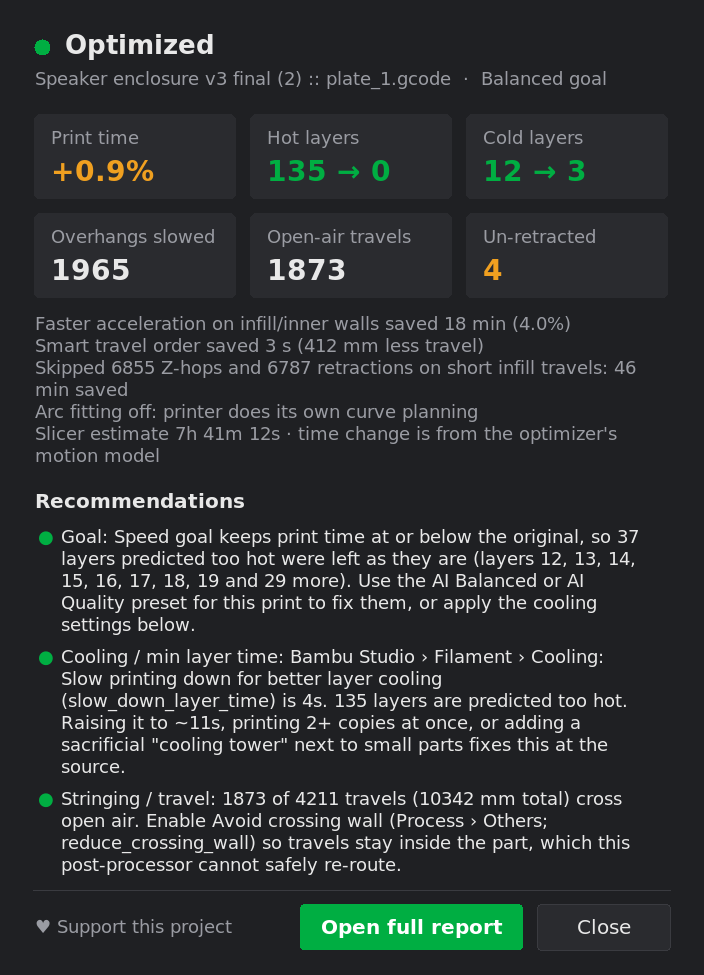 Optimized
Speaker enclosure v3 final (2) :: plate_1.gcode · Balanced goal
Print time
+0.9%
Hot layers
135 → 0
Cold layers
12 → 3
Overhangs slowed
1965
Open-air travels
1873
Un-retracted
4
Faster acceleration on infill/inner walls saved 18 min (4.0%)
Smart travel order saved 3 s (412 mm less travel)
Skipped 6855 Z-hops and 6787 retractions on short infill travels: 46
min saved
Arc fitting off: printer does its own curve planning
Slicer estimate 7h 41m 12s · time change is from the optimizer's
motion model
Recommendations
Goal: Speed goal keeps print time at or below the original, so 37
layers predicted too hot were left as they are (layers 12, 13, 14,
15, 16, 17, 18, 19 and 29 more). Use the AI Balanced or AI
Quality preset for this print to fix them, or apply the cooling
settings below.
Cooling / min layer time: Bambu Studio › Filament › Cooling:
Slow printing down for better layer cooling
(slow_down_layer_time) is 4s. 135 layers are predicted too hot.
Raising it to ~11s, printing 2+ copies at once, or adding a
sacrificial "cooling tower" next to small parts fixes this at the
source.
Stringing / travel: 1873 of 4211 travels (10342 mm total) cross
open air. Enable Avoid crossing wall (Process › Others;
reduce_crossing_wall) so travels stay inside the part, which this
post-processor cannot safely re-route.
♥ Support this project
Open full report
Close